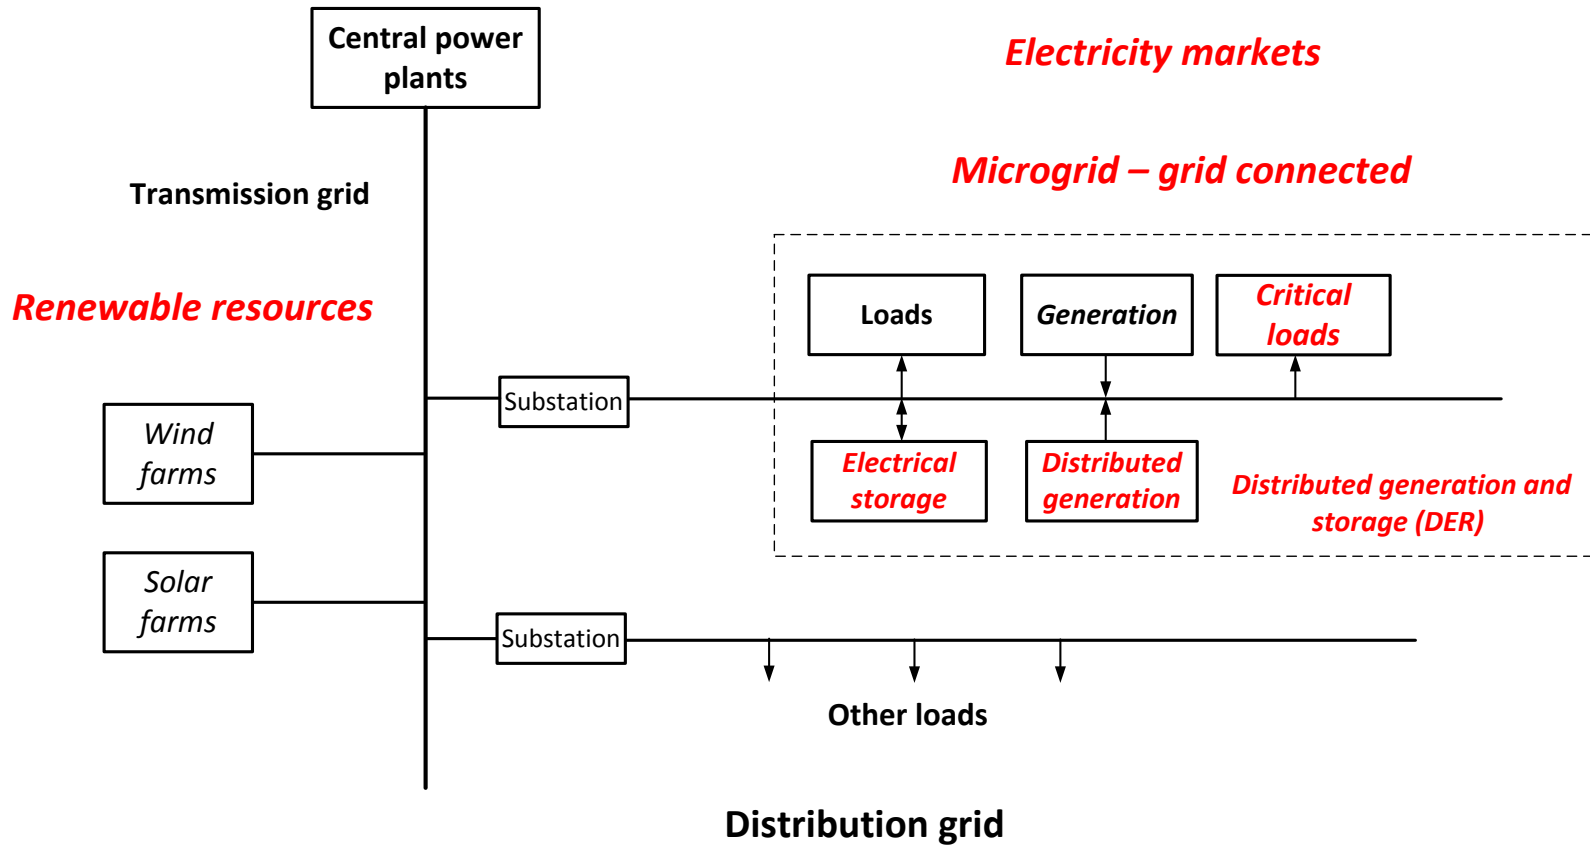 Central power
plants
Electricity markets
Microgrid – grid connected
Transmission grid
Renewable resources
Loads
Generation
Critical
loads
Substation
Wind
farms
Electrical
storage
Distributed
generation
Distributed generation and
storage (DER)
Solar
farms
Substation
Other loads
Distribution grid